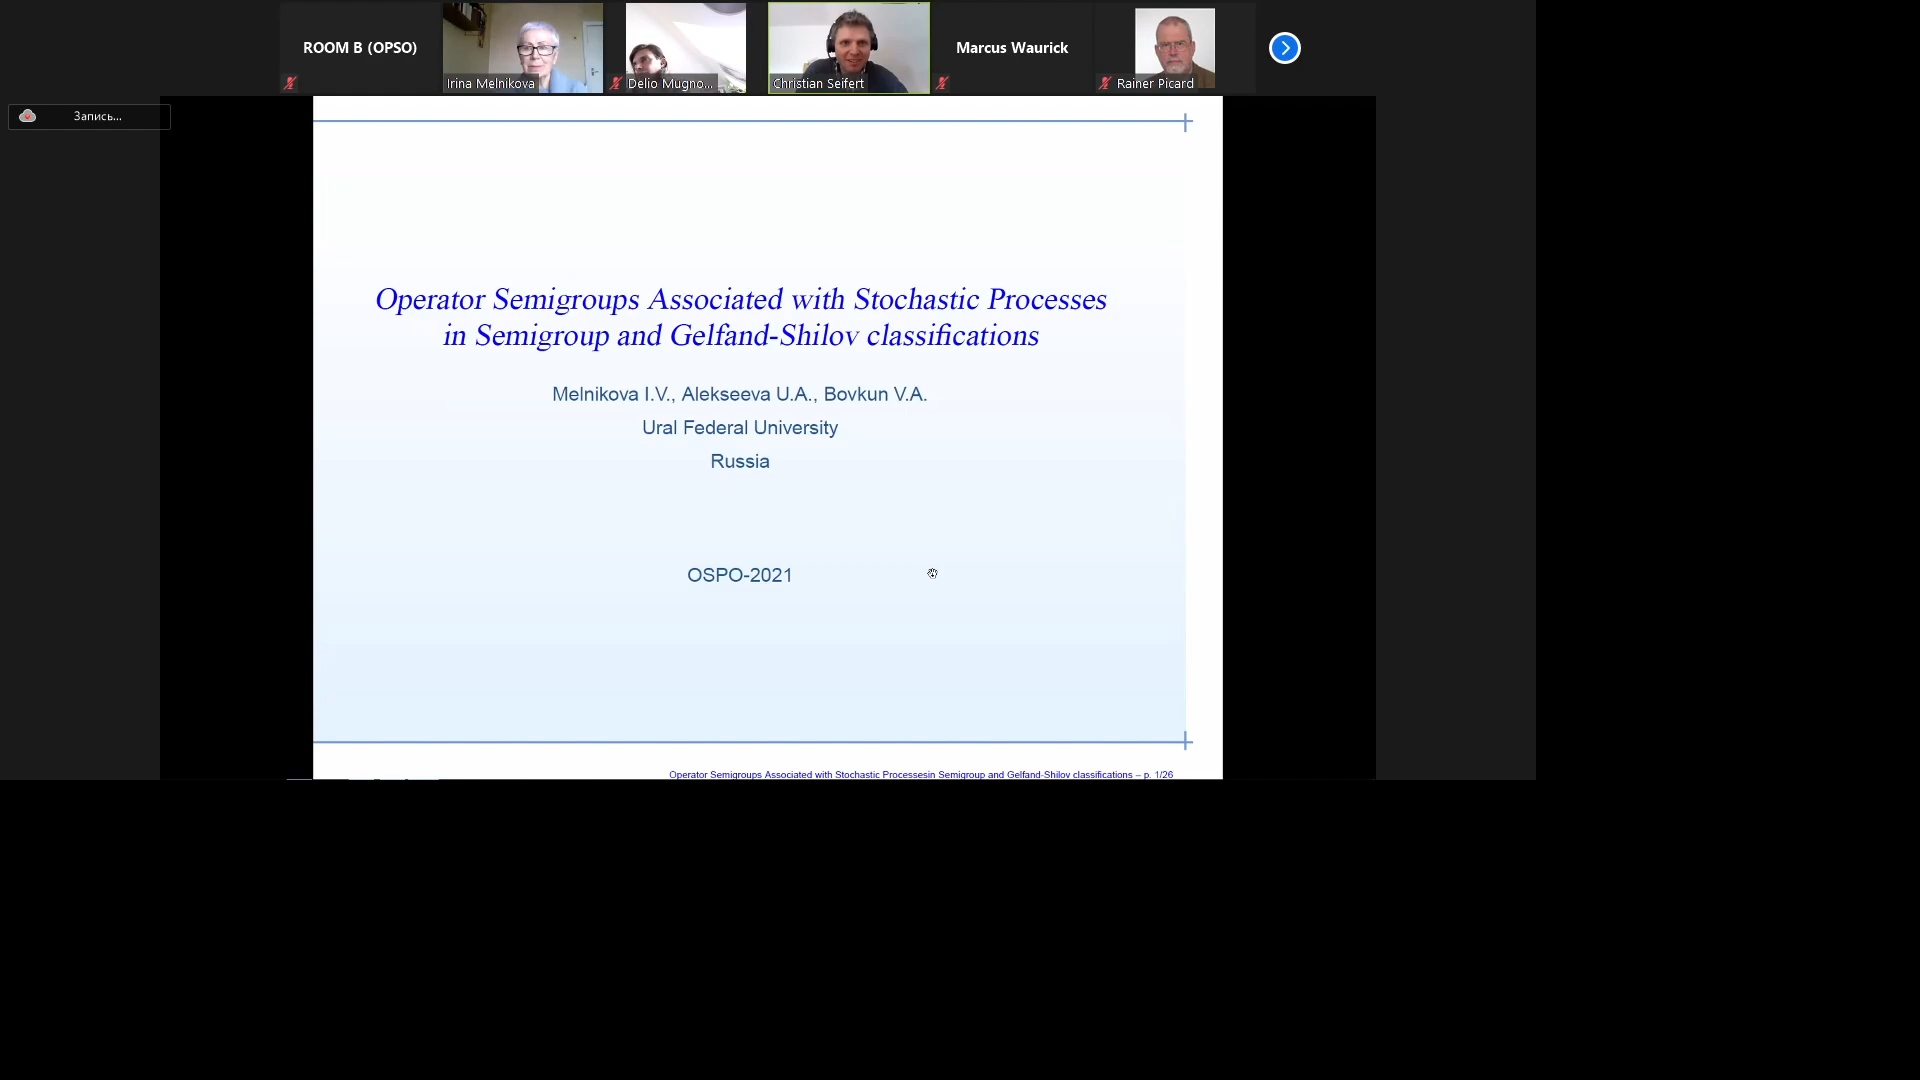 ROOM B (OPSO)
Irina Melnikova
Delio Mugno...
Christian Seifert
Marcus Waurick
Rainer Picard
Запись...
Operator Semigroups Associated with Stochastic Processes
in Semigroup and Gelfand-Shilov classifications
Melnikova I.V., Alekseeva U.A., Bovkun V.A.
Ural Federal University
Russia
OSPO-2021
Operator Semigroups Associated with Stochastic Processesin Semigroup and Gelfand-Shilov classifications – p. 1/26